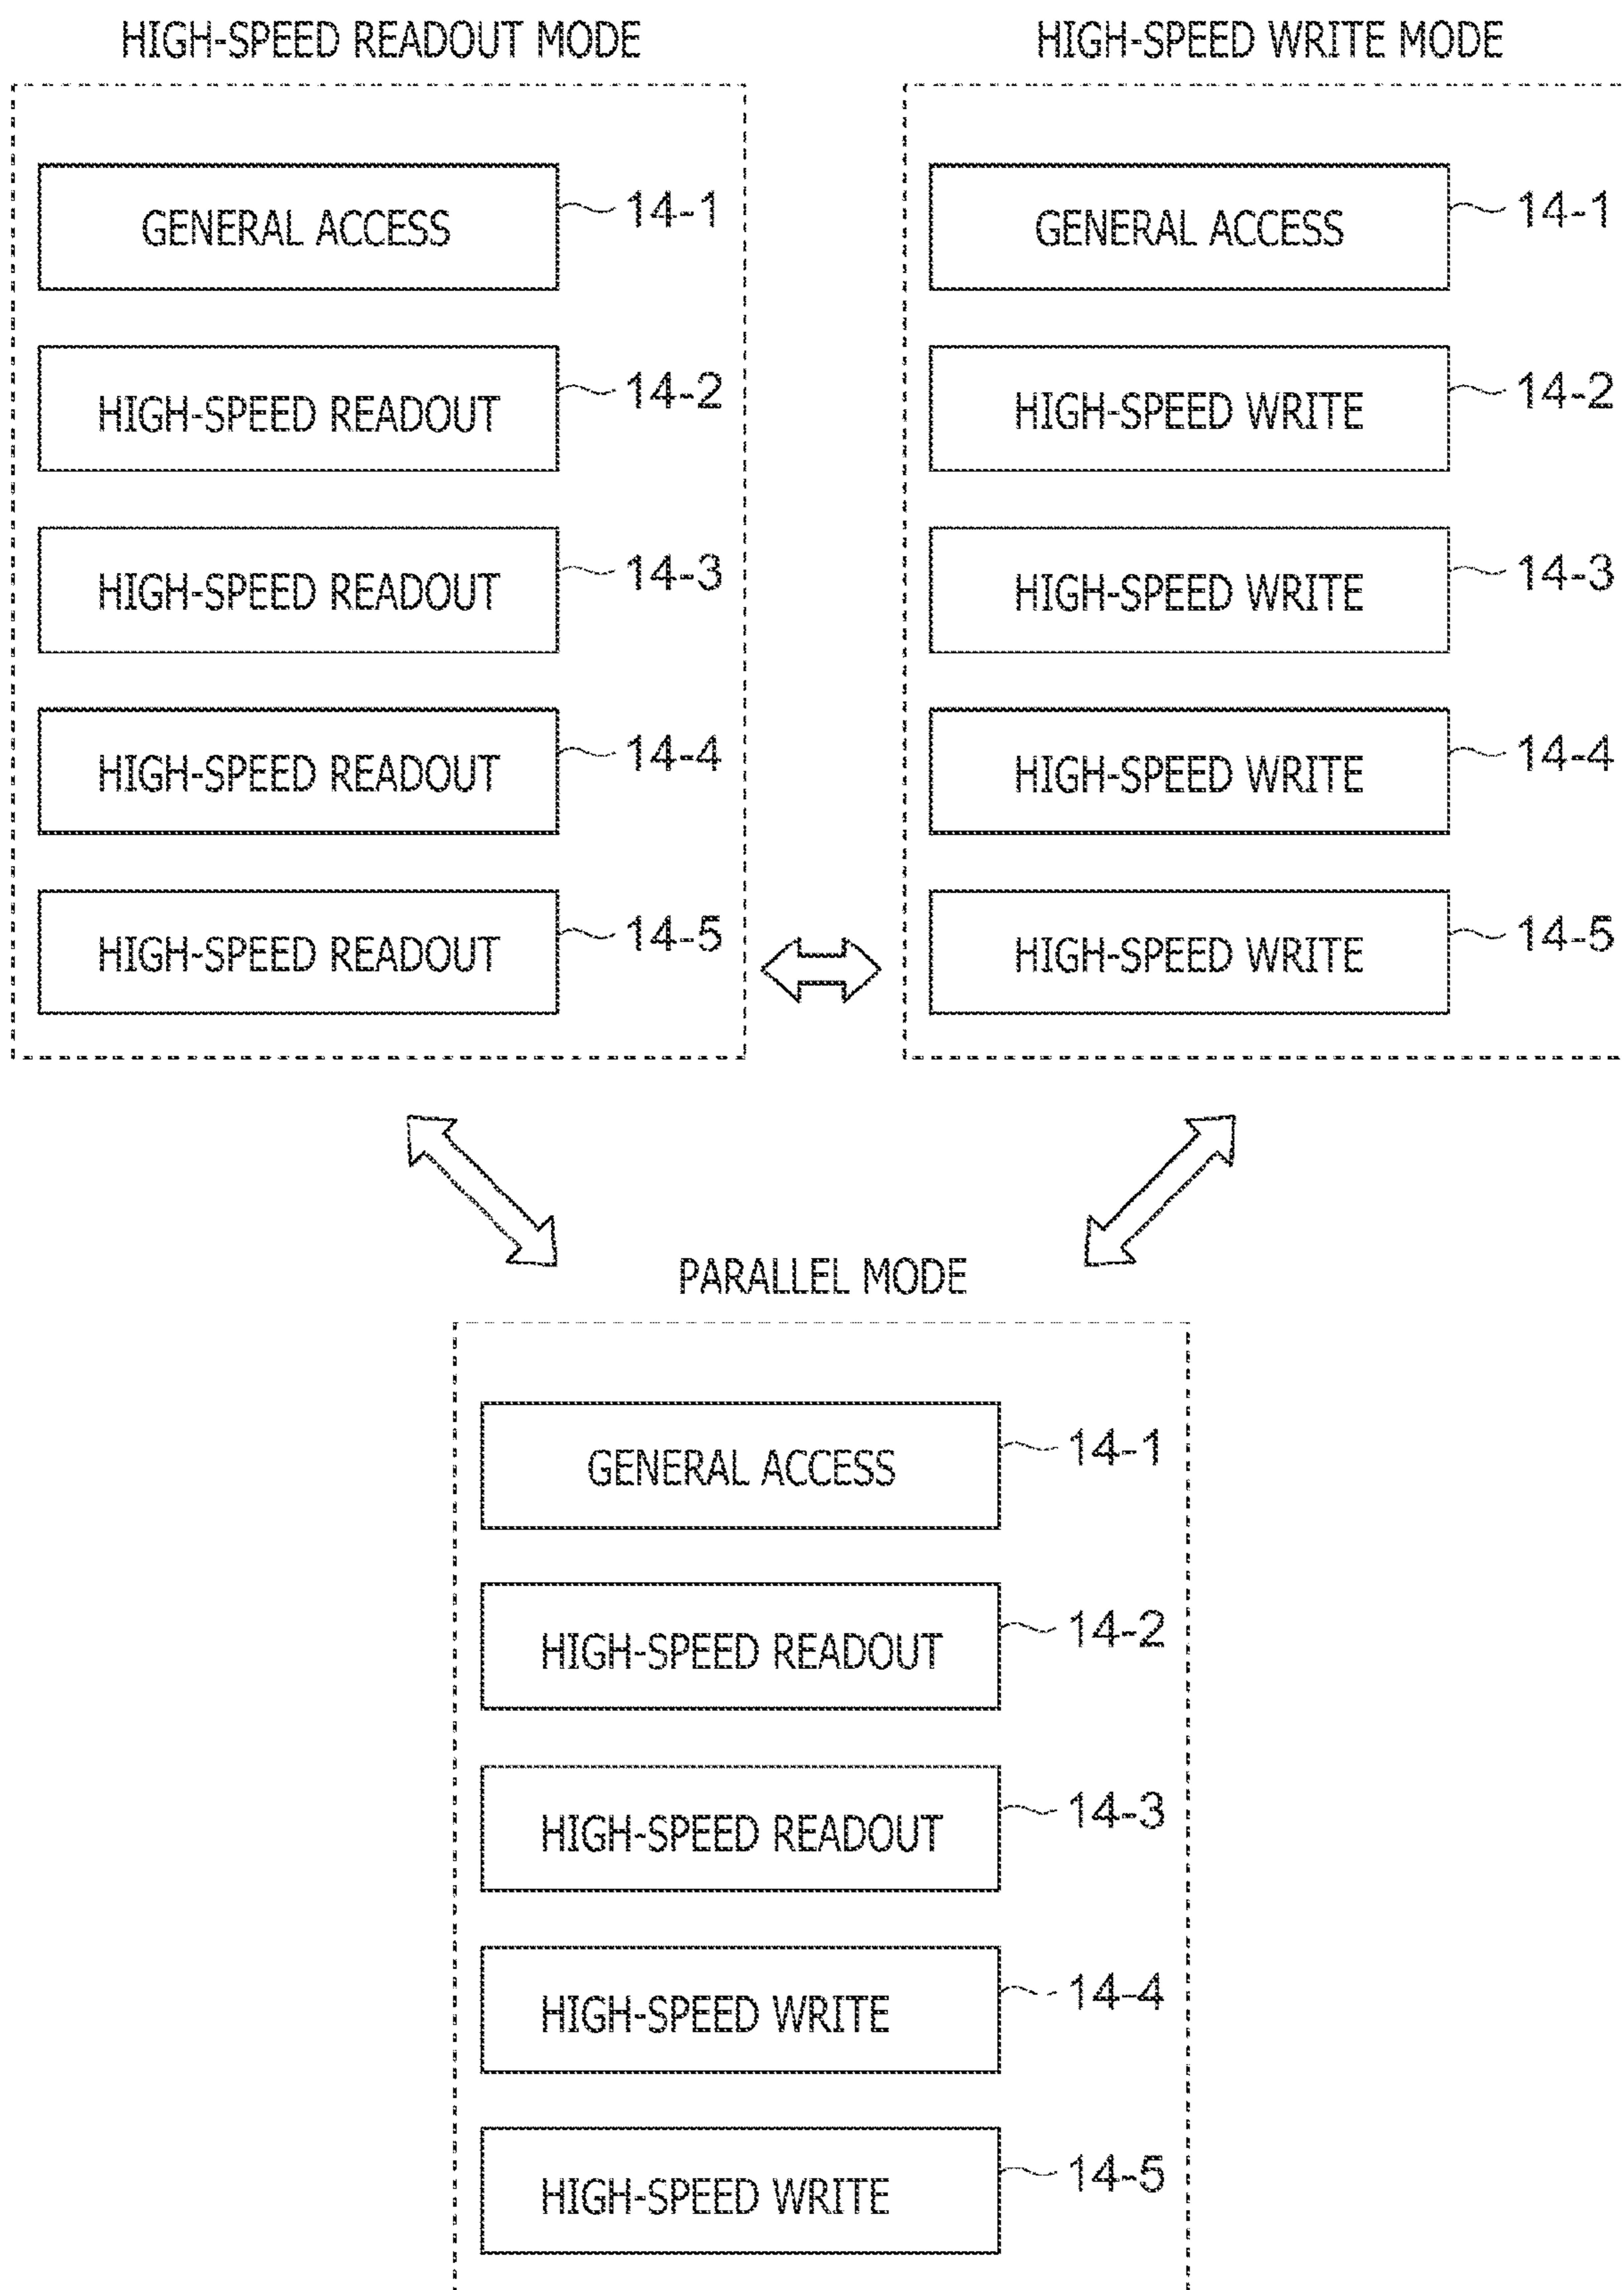 HIGH-SPEED READOUT MODE
GENERAL ACCESS 14-1
HIGH-SPEED READOUT 14-2
HIGH-SPEED READOUT 14-3
HIGH-SPEED READOUT 14-4
HIGH-SPEED READOUT 14-5
HIGH-SPEED WRITE MODE
GENERAL ACCESS 14-1
HIGH-SPEED WRITE 14-2
HIGH-SPEED WRITE 14-3
HIGH-SPEED WRITE 14-4
HIGH-SPEED WRITE 14-5
PARALLEL MODE
GENERAL ACCESS 14-1
HIGH-SPEED READOUT 14-2
HIGH-SPEED READOUT 14-3
HIGH-SPEED WRITE 14-4
HIGH-SPEED WRITE 14-5